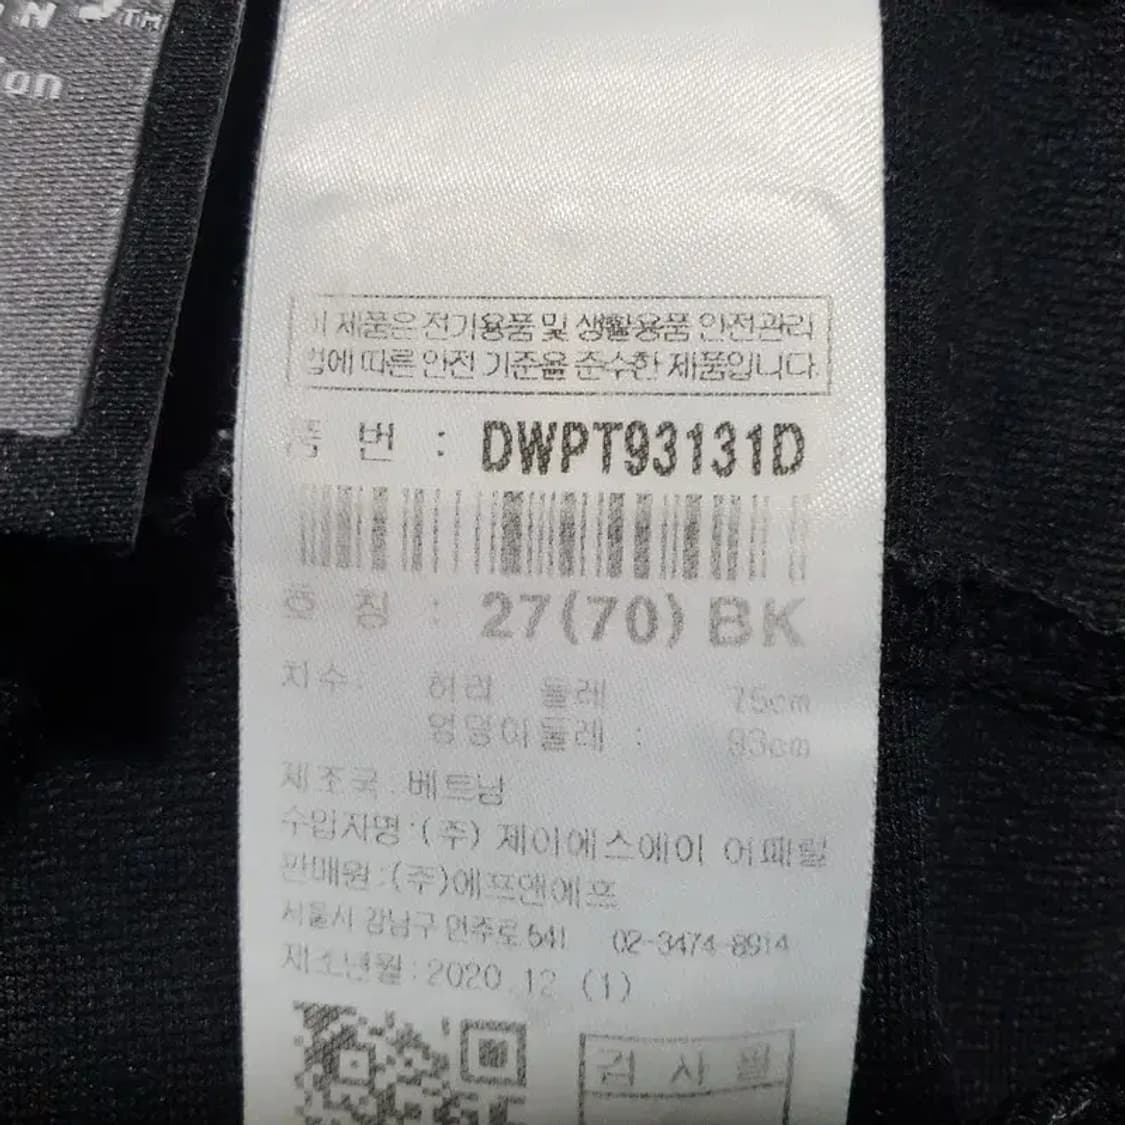 TM
이 제품은 전기용품 및 생활용품 안전관리
법에 따른 안전 기준을 준수한 제품입니다.
품 번 : DWPT93131D
호 칭 : 27(70) BK
치수: 허리 둘레 75cm
엉덩이둘레 : 93cm
제조국 : 베트남
수입자명 : (주) 제이에스에이 어패럴
판매원 : (주)에프앤에프
서울시 강남구 언주로 541 02-3474-8914
제조년월 : 2020.12 (1)
검 사 필